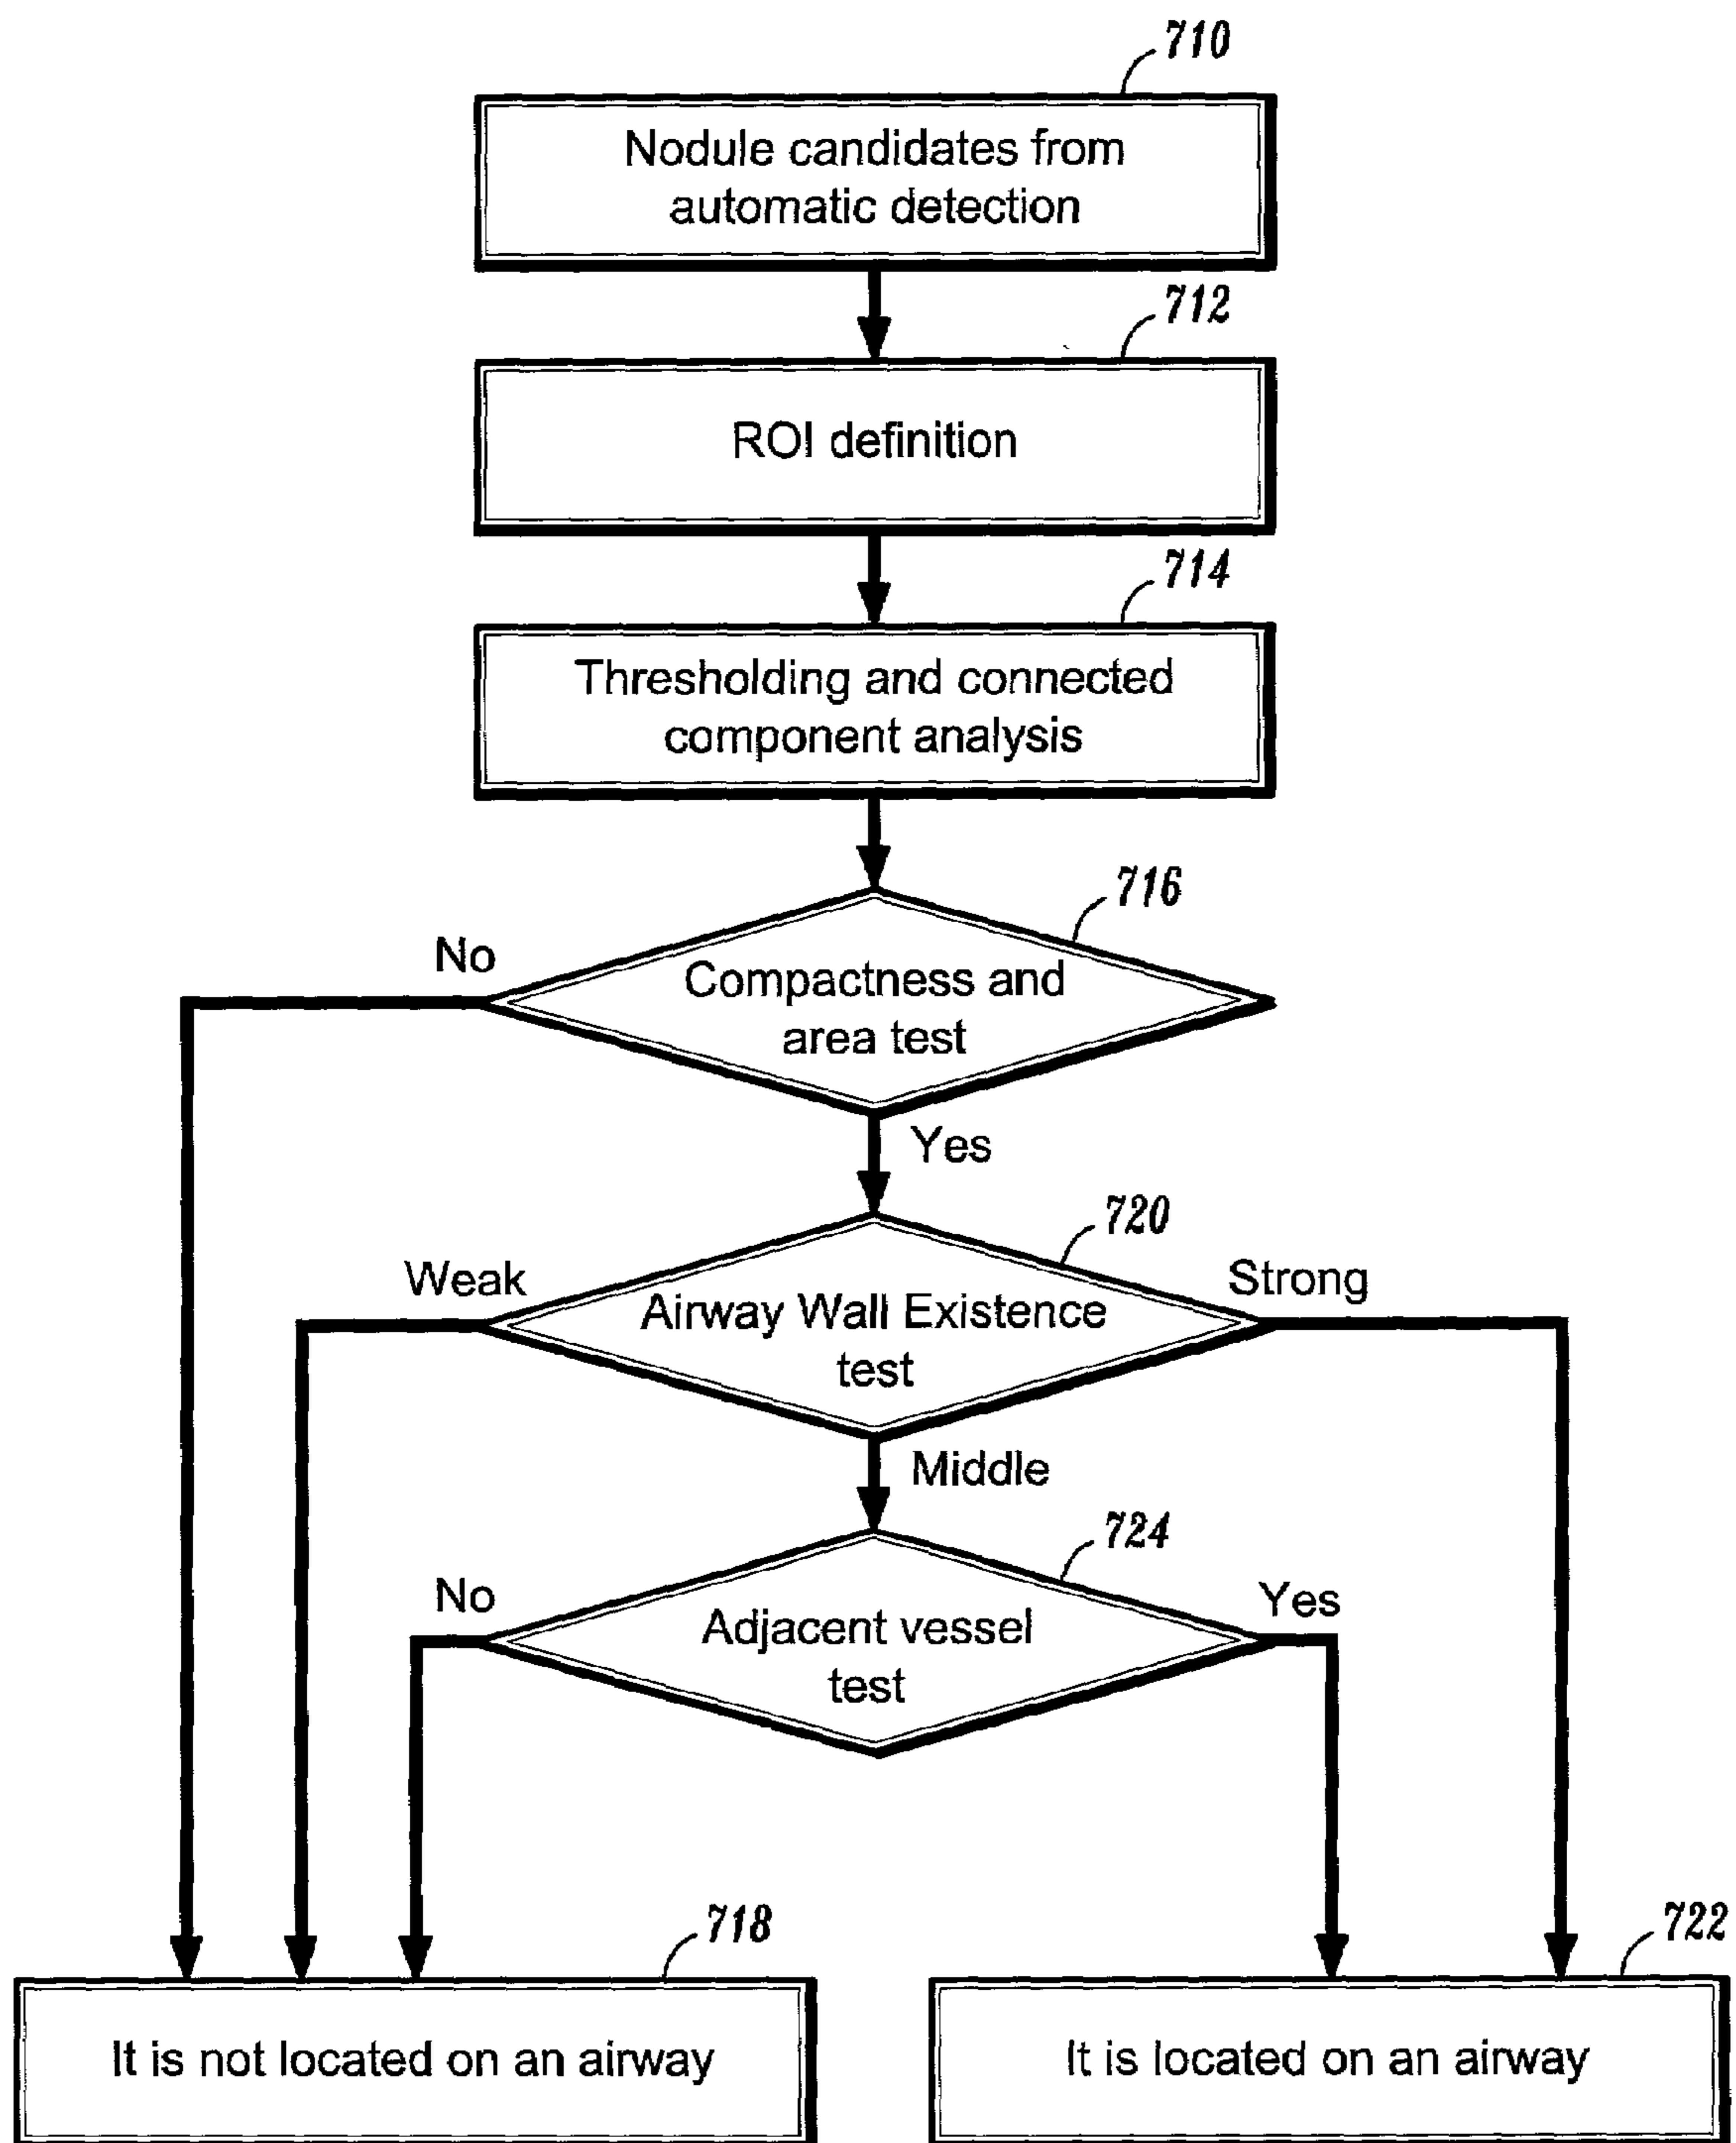 710
Nodule candidates from
automatic detection
712
ROI definition
714
Thresholding and connected
component analysis
716
No
Compactness and
area test
Yes
720
Weak
Strong
Airway Wall Existence
test
Middle
724
No
Yes
Adjacent vessel
test
718
722
It is not located on an airway
It is located on an airway